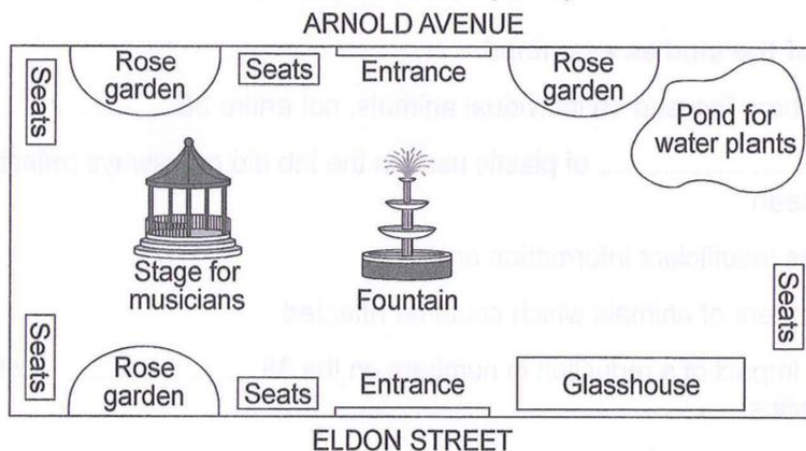 ARNOLD AVENUE
Seats
Rose
garden
Seats
Entrance
Rose
garden
Pond for
water plants
Stage for
musicians
Fountain
Seats
Seats
Rose
garden
Seats
Entrance
Glasshouse
ELDON STREET